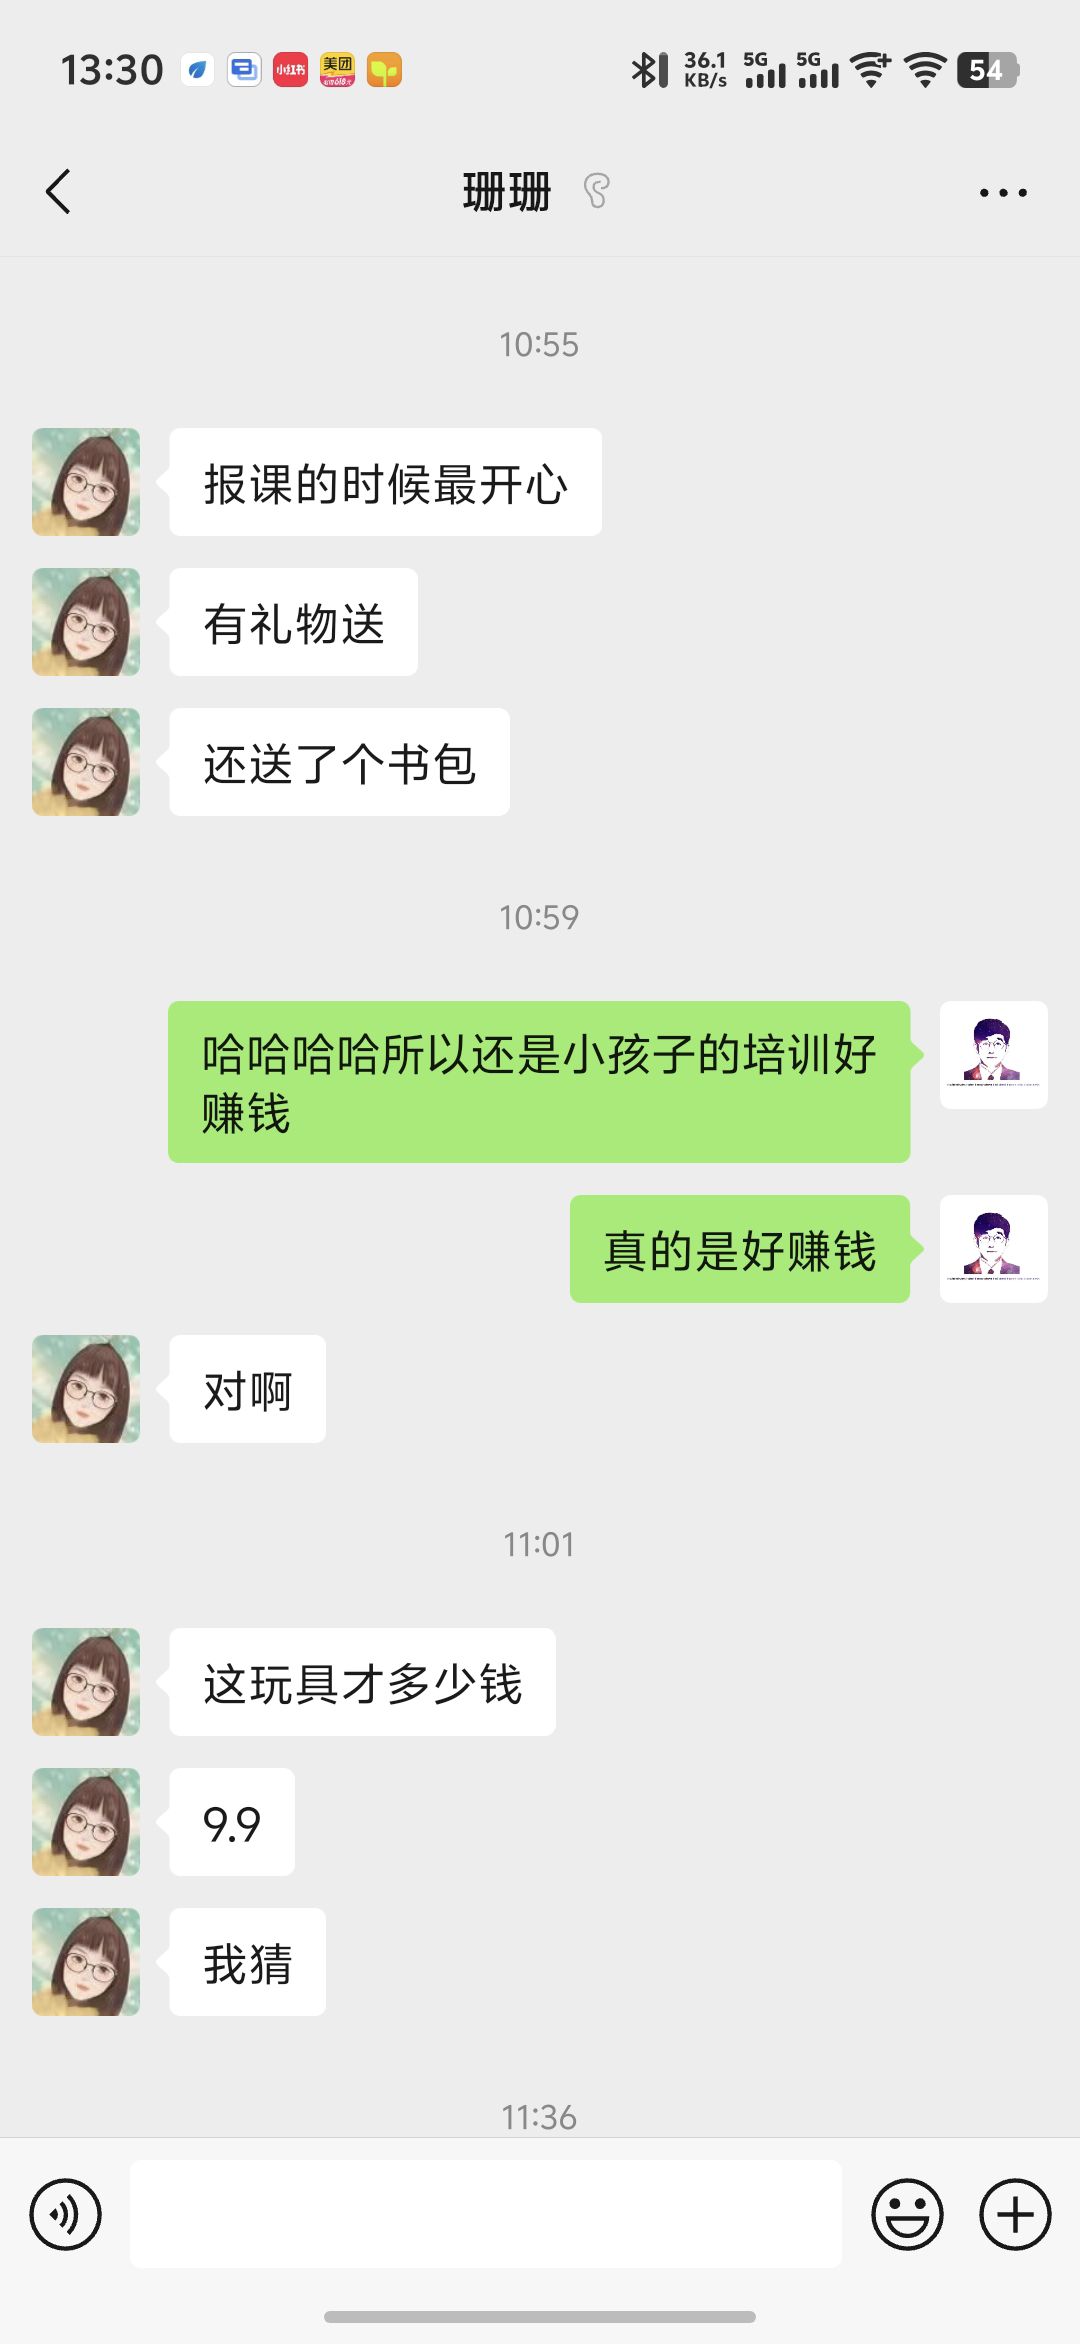 13:30
小红书
美团
36.1
KB/s
5G
5G
54
珊珊
10:55
报课的时候最开心
有礼物送
还送了个书包
10:59
哈哈哈哈所以还是小孩子的培训好
赚钱
真的是好赚钱
对啊
11:01
这玩具才多少钱
9.9
我猜
11:36